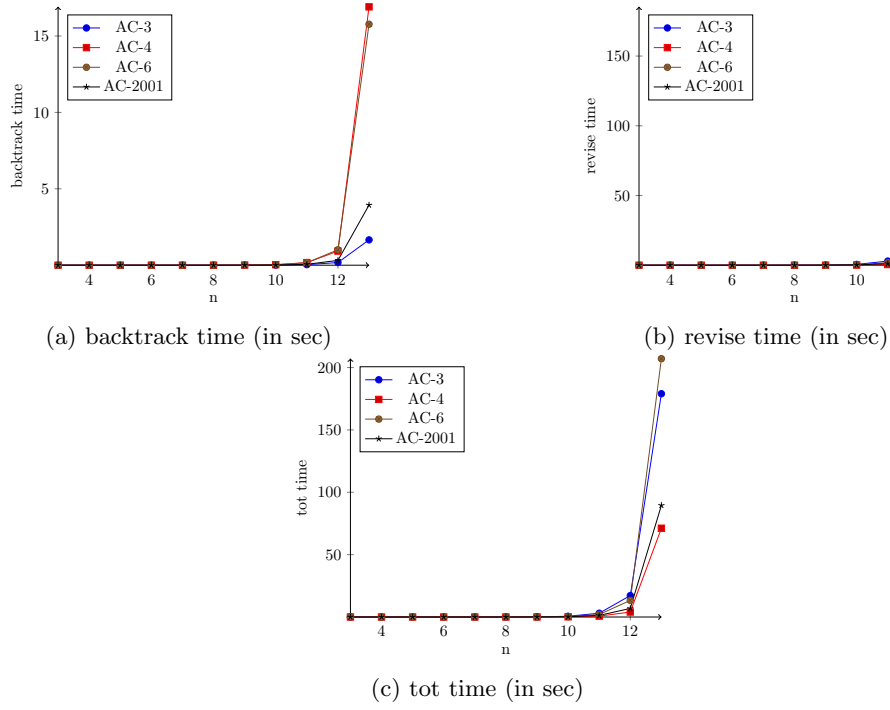 15
10
5
backtrack time
AC-3
AC-4
AC-6
AC-2001
4
6
8
10
12
n
(a) backtrack time (in sec)
150
100
50
revise time
AC-3
AC-4
AC-6
AC-2001
4
6
8
10
n
(b) revise time (in sec)
200
150
100
50
tot time
AC-3
AC-4
AC-6
AC-2001
4
6
8
10
12
n
(c) tot time (in sec)